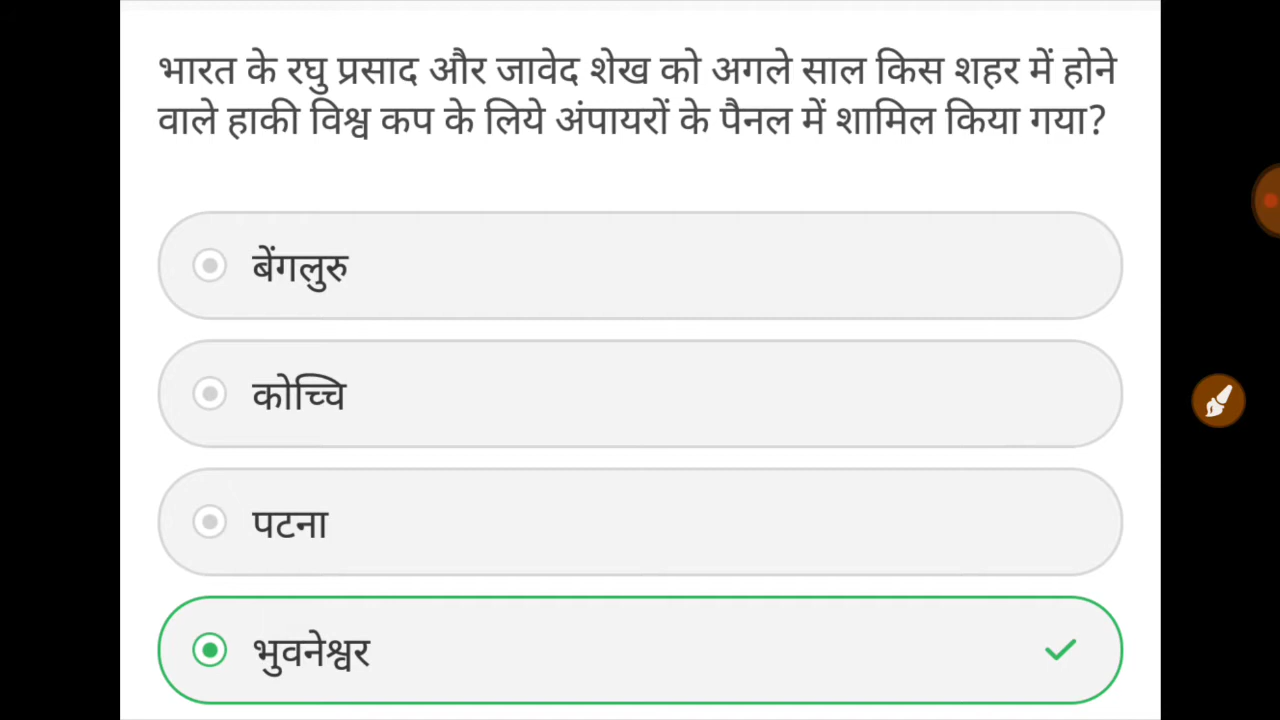 भारत के रघु प्रसाद और जावेद शेख को अगले साल किस शहर में होने
वाले हाकी विश्व कप के लिये अंपायरों के पैनल में शामिल किया गया?
बेंगलुरु
कोच्चि
पटना
भुवनेश्वर